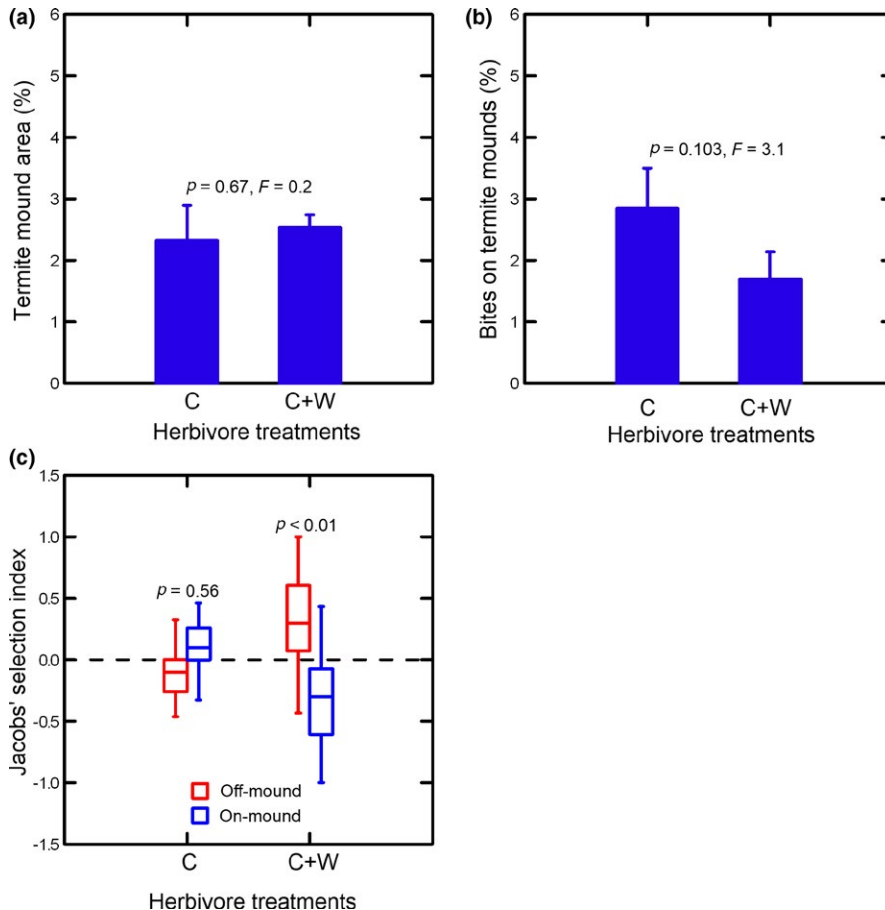 (a)
6
5
4
3
2
1
0
Termite mound area (%)
p = 0.67, F = 0.2
C C+W
Herbivore treatments
(b)
6
5
4
3
2
1
0
Bites on termite mounds (%)
p = 0.103, F = 3.1
C C+W
Herbivore treatments
(c)
1.5
1.0
0.5
0.0
-0.5
-1.0
-1.5
Jacobs' selection index
p < 0.01
p = 0.56
Off-mound
On-mound
C C+W
Herbivore treatments